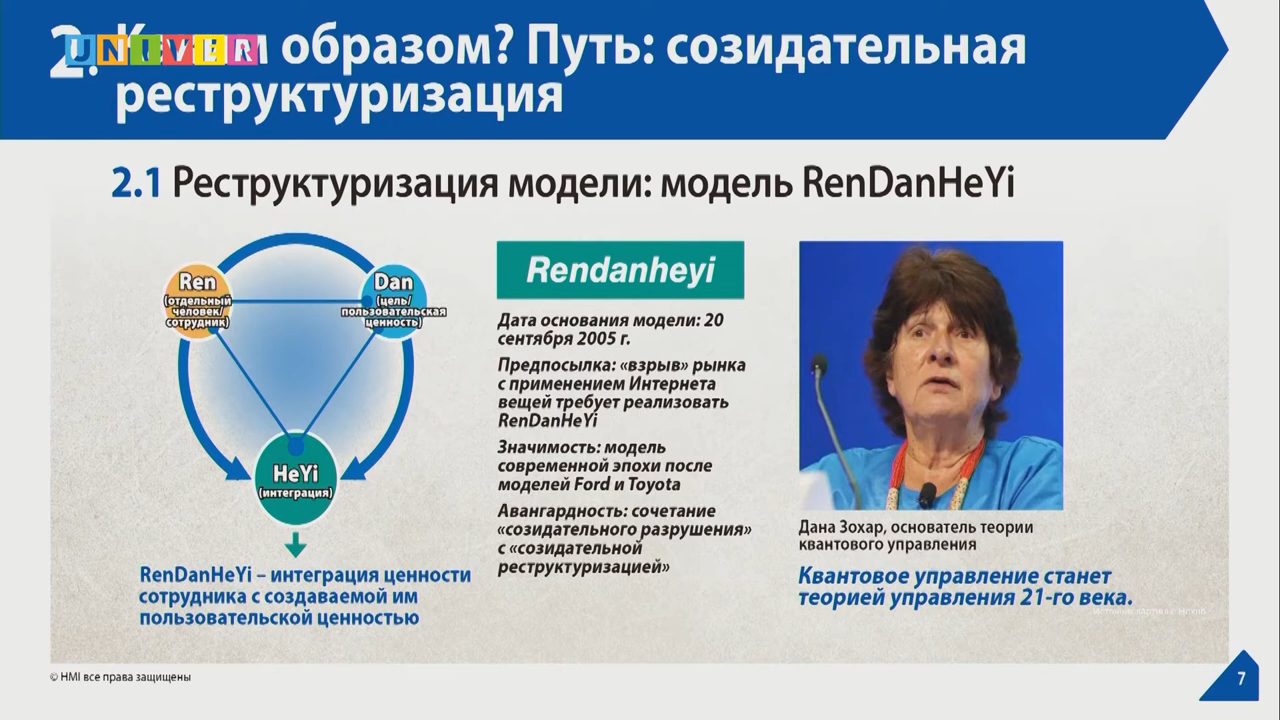 UNIVER
2. образом? Путь: созидательная
реструктуризация
2.1 Реструктуризация модели: модель RenDanHeYi
Ren
(отдельный
человек/
сотрудник)
Dan
(цель/
пользовательская
ценность)
HeYi
(интеграция)
RenDanHeYi – интеграция ценности
сотрудника с создаваемой им
пользовательской ценностью
Rendanheyi
Дата основания модели: 20
сентября 2005 г.
Предпосылка: «взрыв» рынка
с применением Интернета
вещей требует реализовать
RenDanHeYi
Значимость: модель
современной эпохи после
моделей Ford и Toyota
Авангардность: сочетание
«созидательного разрушения»
с «созидательной
реструктуризацией»
Дана Зохар, основатель теории
квантового управления
Квантовое управление станет
теорией управления 21-го века.
© HMI все права защищены
7